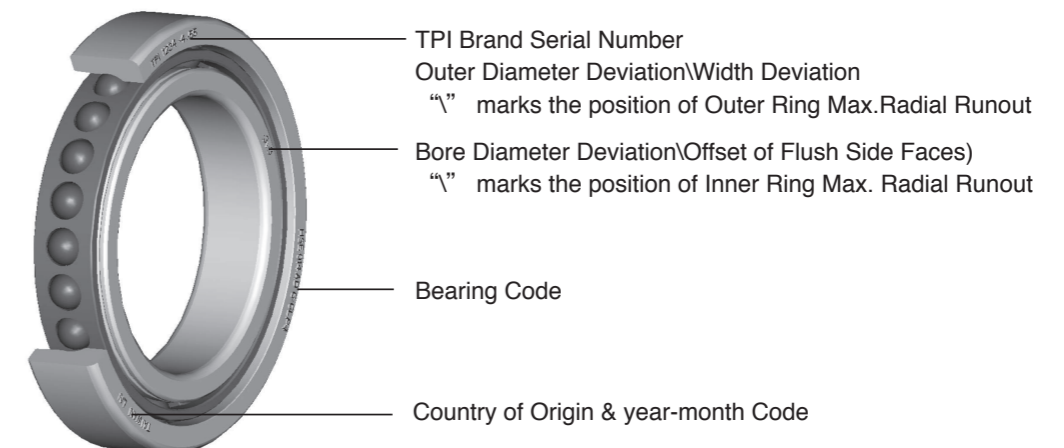 TPI Brand Serial Number
Outer Diameter Deviation\Width Deviation
“\” marks the position of Outer Ring Max.Radial Runout
Bore Diameter Deviation\Offset of Flush Side Faces)
“\” marks the position of Inner Ring Max. Radial Runout
Bearing Code
Country of Origin & year-month Code